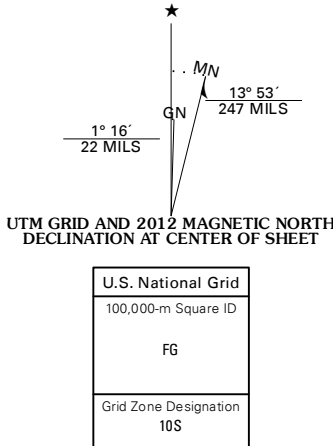 ★
MN
GN
13° 53´
247 MILS
1° 16´
22 MILS
UTM GRID AND 2012 MAGNETIC NORTH
DECLINATION AT CENTER OF SHEET
U.S. National Grid
100,000-m Square ID
FG
Grid Zone Designation
10S